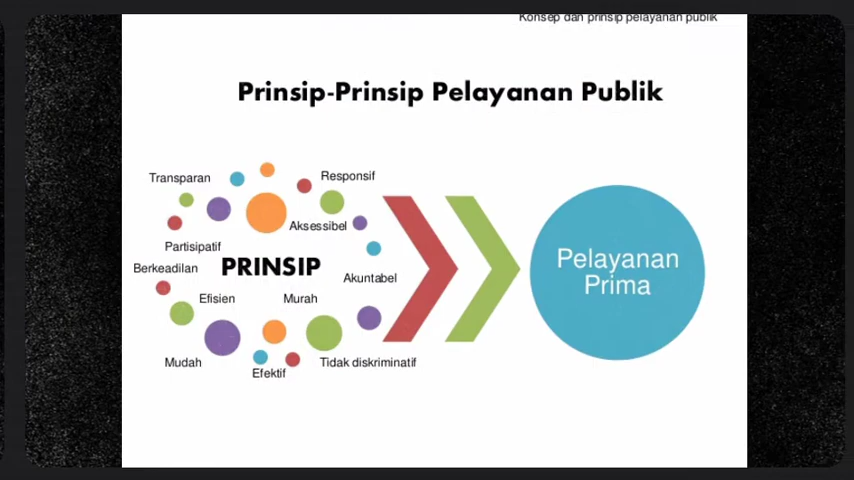 Konsep dan prinsip pelayanan publik
Prinsip-Prinsip Pelayanan Publik
Transparan
Responsif
Aksessibel
Partisipatif
Berkeadilan
PRINSIP
Akuntabel
Efisien
Murah
Mudah
Efektif
Tidak diskriminatif
Pelayanan
Prima